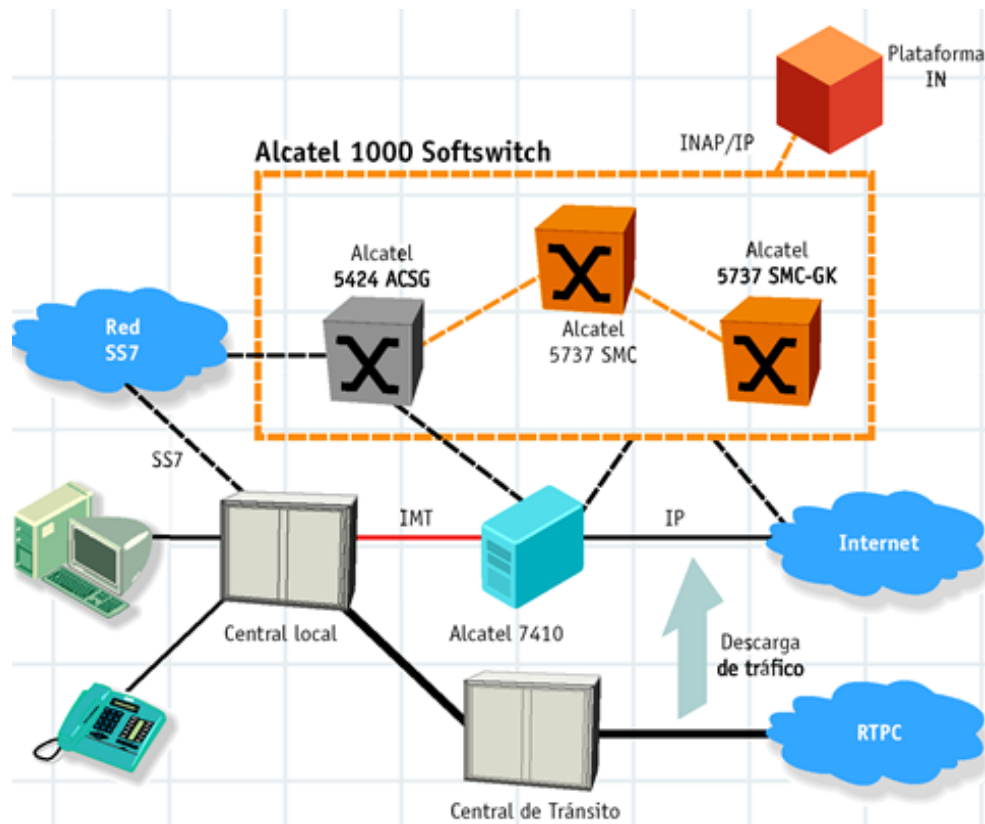 Plataforma
IN
INAP/IP
Alcatel 1000 Softswitch
Alcatel
5424 ACSG
Alcatel
5737 SMC
Alcatel
5737 SMC-GK
Red
SS7
SS7
IMT
IP
Internet
Central local
Alcatel 7410
Descarga
de tráfico
RTPC
Central de Tránsito